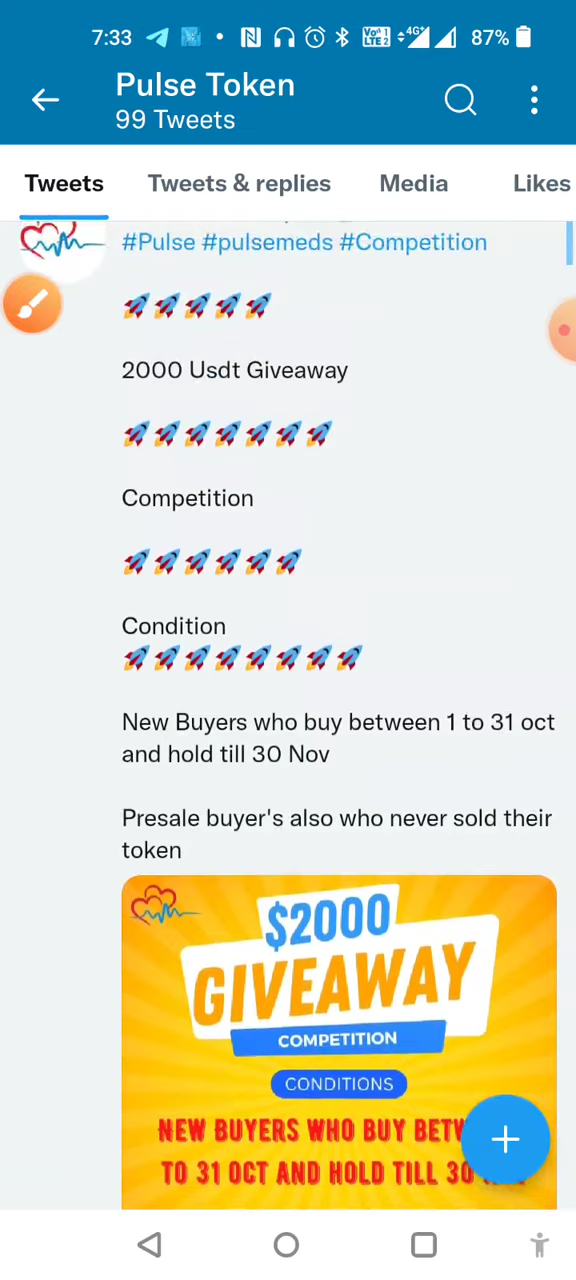 7:33
4G+
87%
Pulse Token
99 Tweets
Tweets
Tweets & replies
Media
Likes
#Pulse #pulsemeds #Competition
🚀🚀🚀🚀🚀
2000 Usdt Giveaway
🚀🚀🚀🚀🚀🚀🚀
Competition
🚀🚀🚀🚀🚀🚀
Condition
🚀🚀🚀🚀🚀🚀🚀🚀
New Buyers who buy between 1 to 31 oct
and hold till 30 Nov
Presale buyer's also who never sold their
token
$2000
GIVEAWAY
COMPETITION
CONDITIONS
NEW BUYERS WHO BUY
TO 31 OCT AND HOLD TILL 30